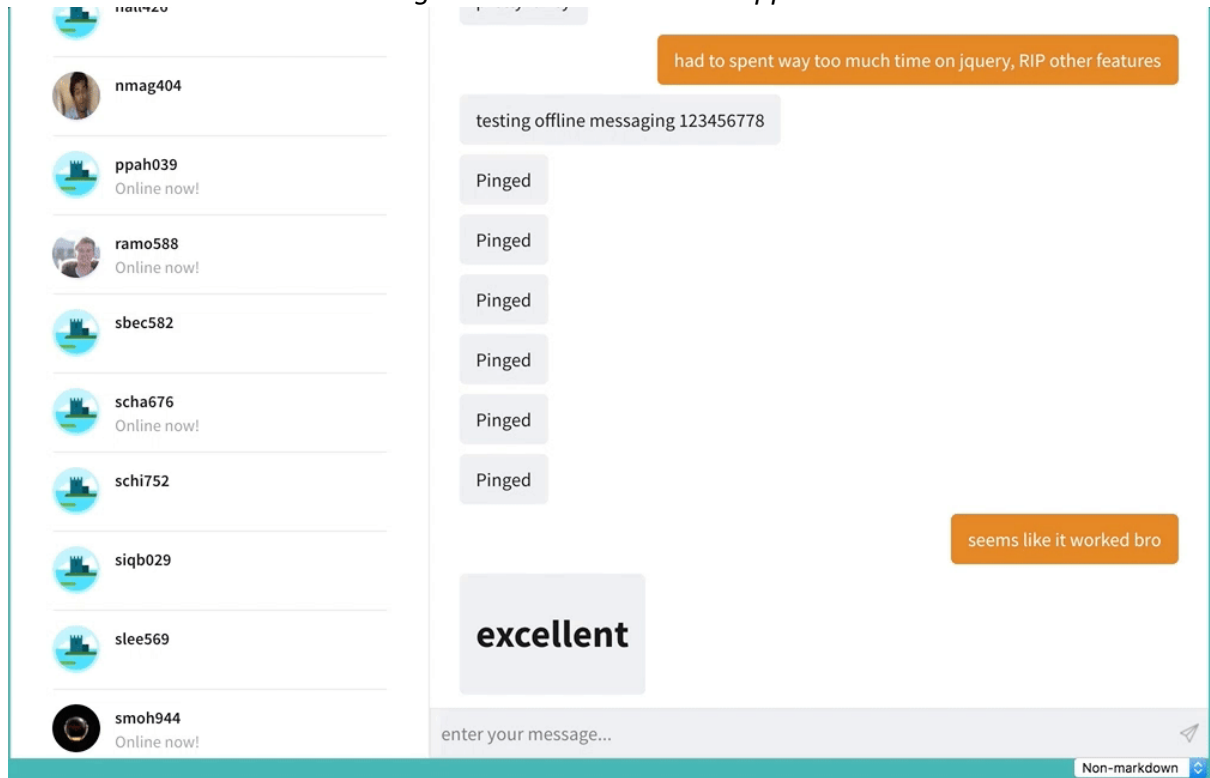 nmag404
ppah039
Online now!
ramo588
Online now!
sbec582
scha676
Online now!
schi752
siqb029
slee569
smoh944
Online now!
had to spent way too much time on jquery, RIP other features
testing offline messaging 123456778
Pinged
Pinged
Pinged
Pinged
Pinged
Pinged
seems like it worked bro
excellent
enter your message...
Non-markdown